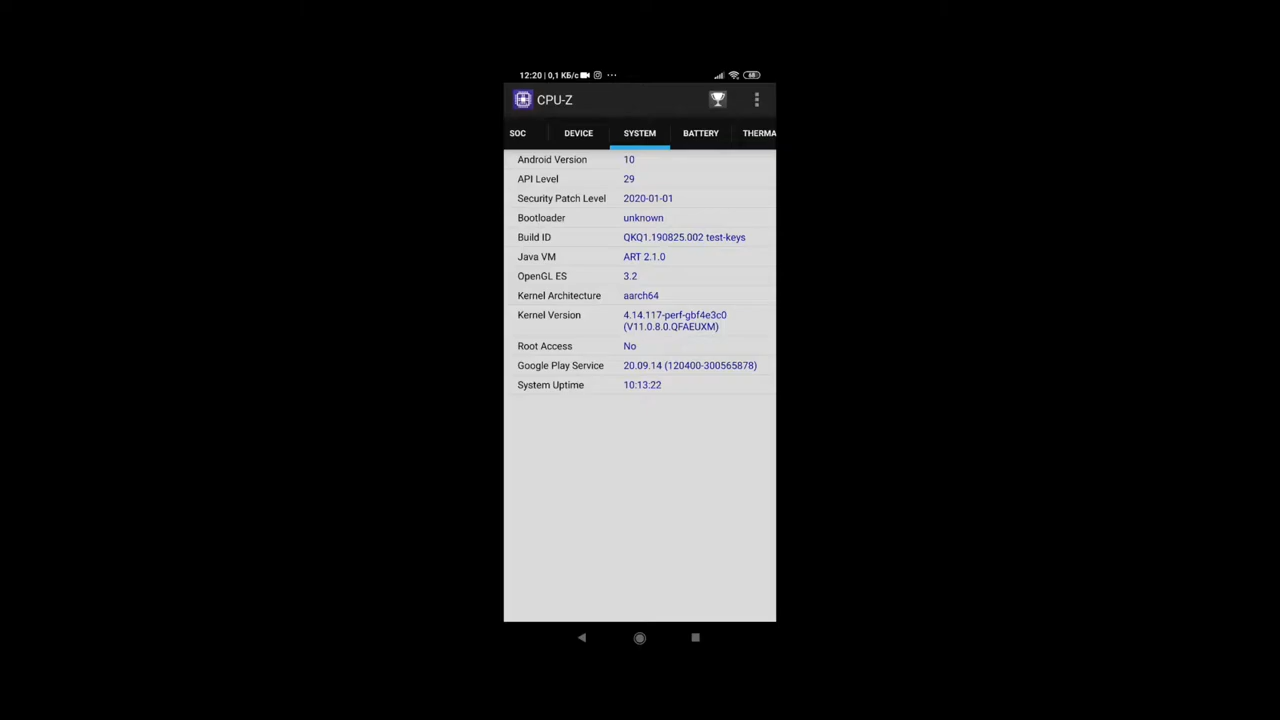 12:20 | 0,1 КБ/с ...
68
CPU-Z
SOC DEVICE SYSTEM BATTERY THERMA
Android Version 10
API Level 29
Security Patch Level 2020-01-01
Bootloader unknown
Build ID QKQ1.190825.002 test-keys
Java VM ART 2.1.0
OpenGL ES 3.2
Kernel Architecture aarch64
Kernel Version 4.14.117-perf-gbf4e3c0
(V11.0.8.0.QFAEUXM)
Root Access No
Google Play Service 20.09.14 (120400-300565878)
System Uptime 10:13:22